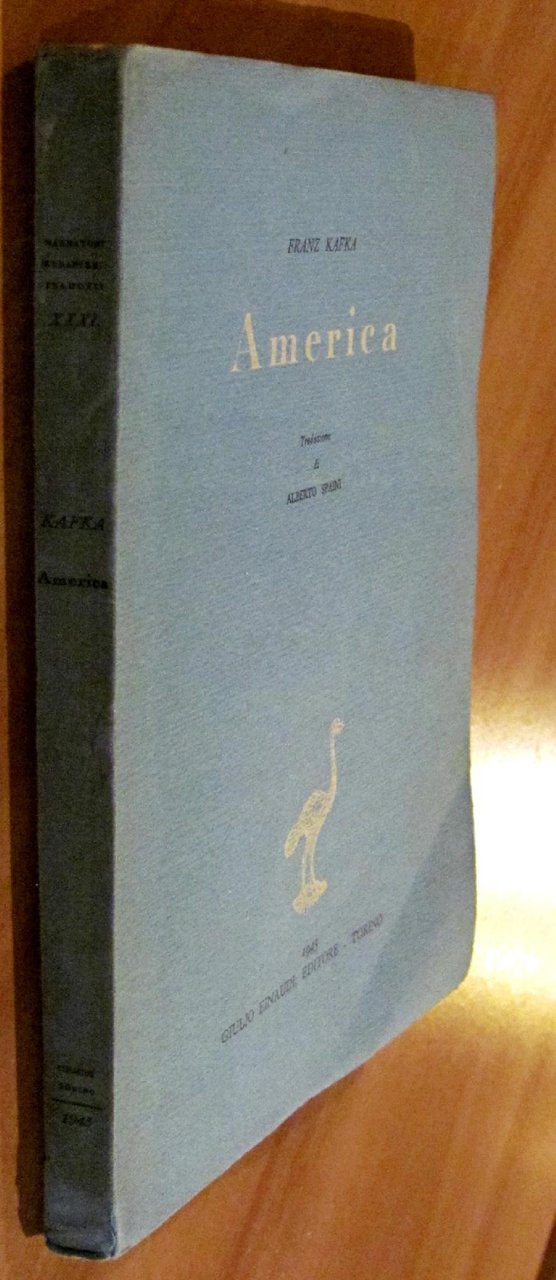 NARRATORI
STRANIERI
TRADOTTI
XXXI.
KAFKA
America
EINAUDI
TORINO
1945
FRANZ KAFKA
America
Traduzione
di
ALBERTO SPAINI
1945
GIULIO EINAUDI, EDITORE - TORINO